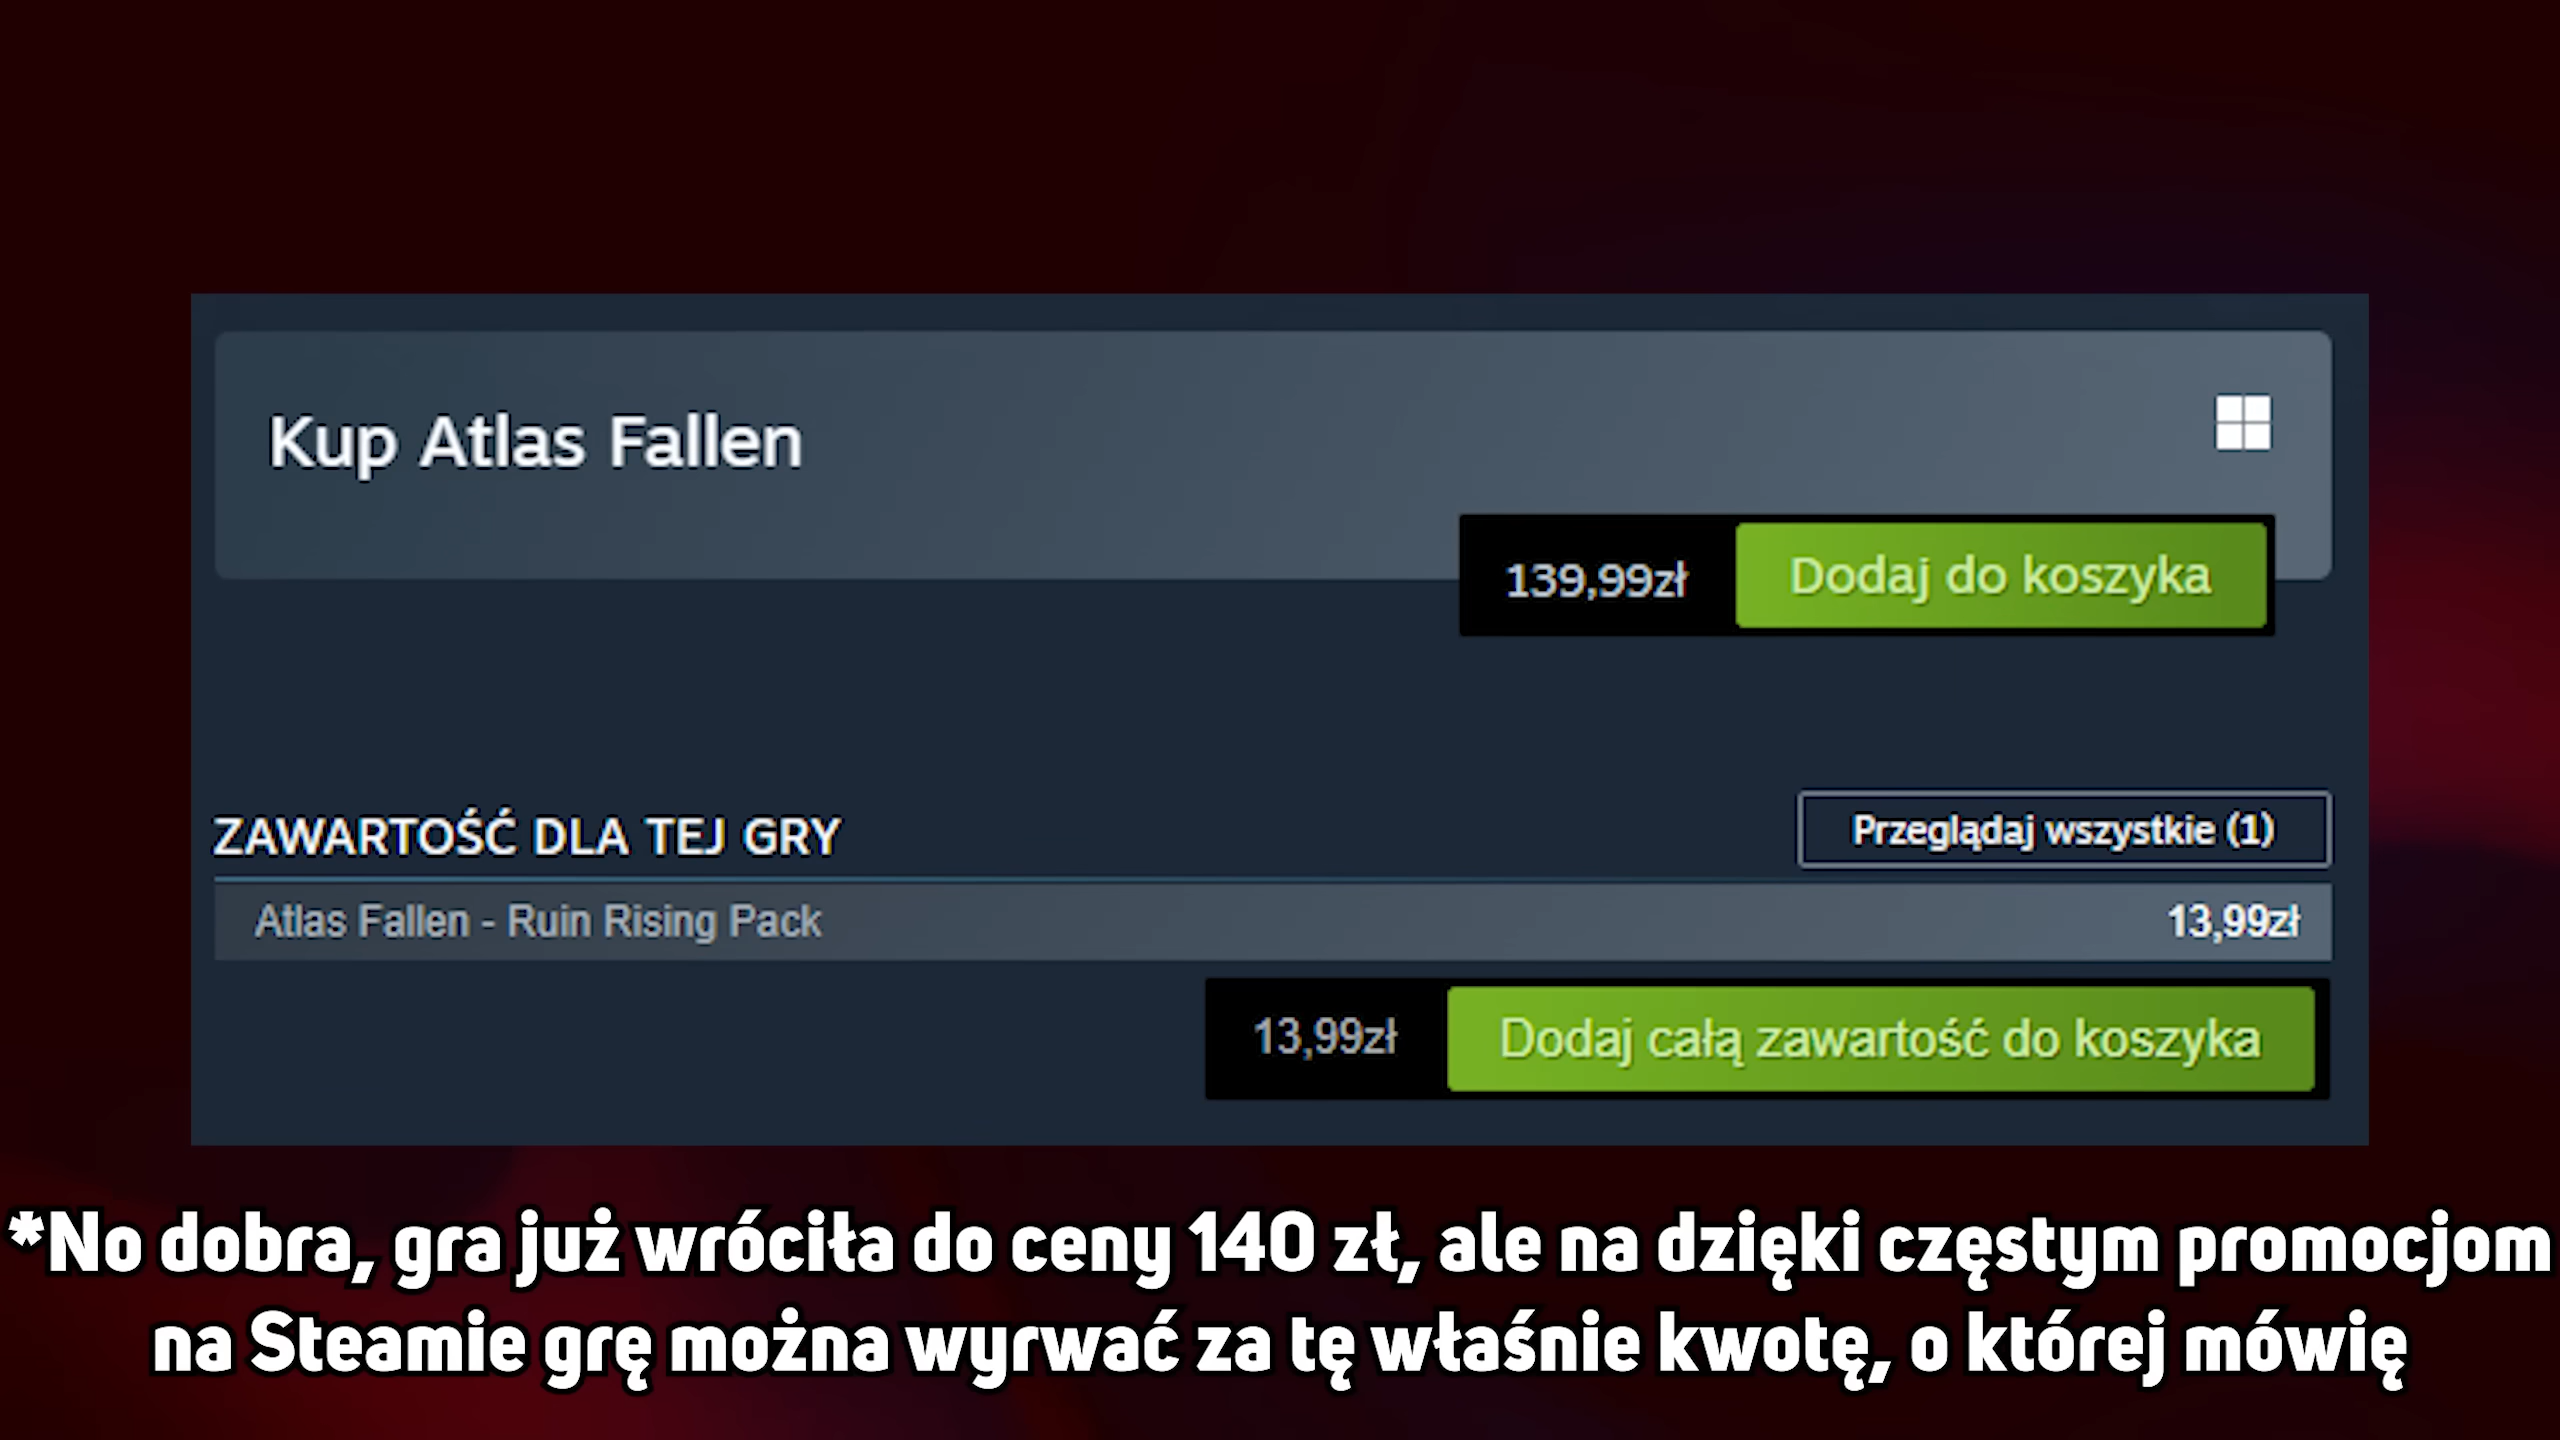 Kup Atlas Fallen
139,99zł
Dodaj do koszyka
ZAWARTOŚĆ DLA TEJ GRY
Przeglądaj wszystkie (1)
Atlas Fallen - Ruin Rising Pack
13,99zł
13,99zł
Dodaj całą zawartość do koszyka
*No dobra, gra już wróciła do ceny 140 zł, ale na dzięki częstym promocjom
na Steamie grę można wyrwać za tę właśnie kwotę, o której mówię